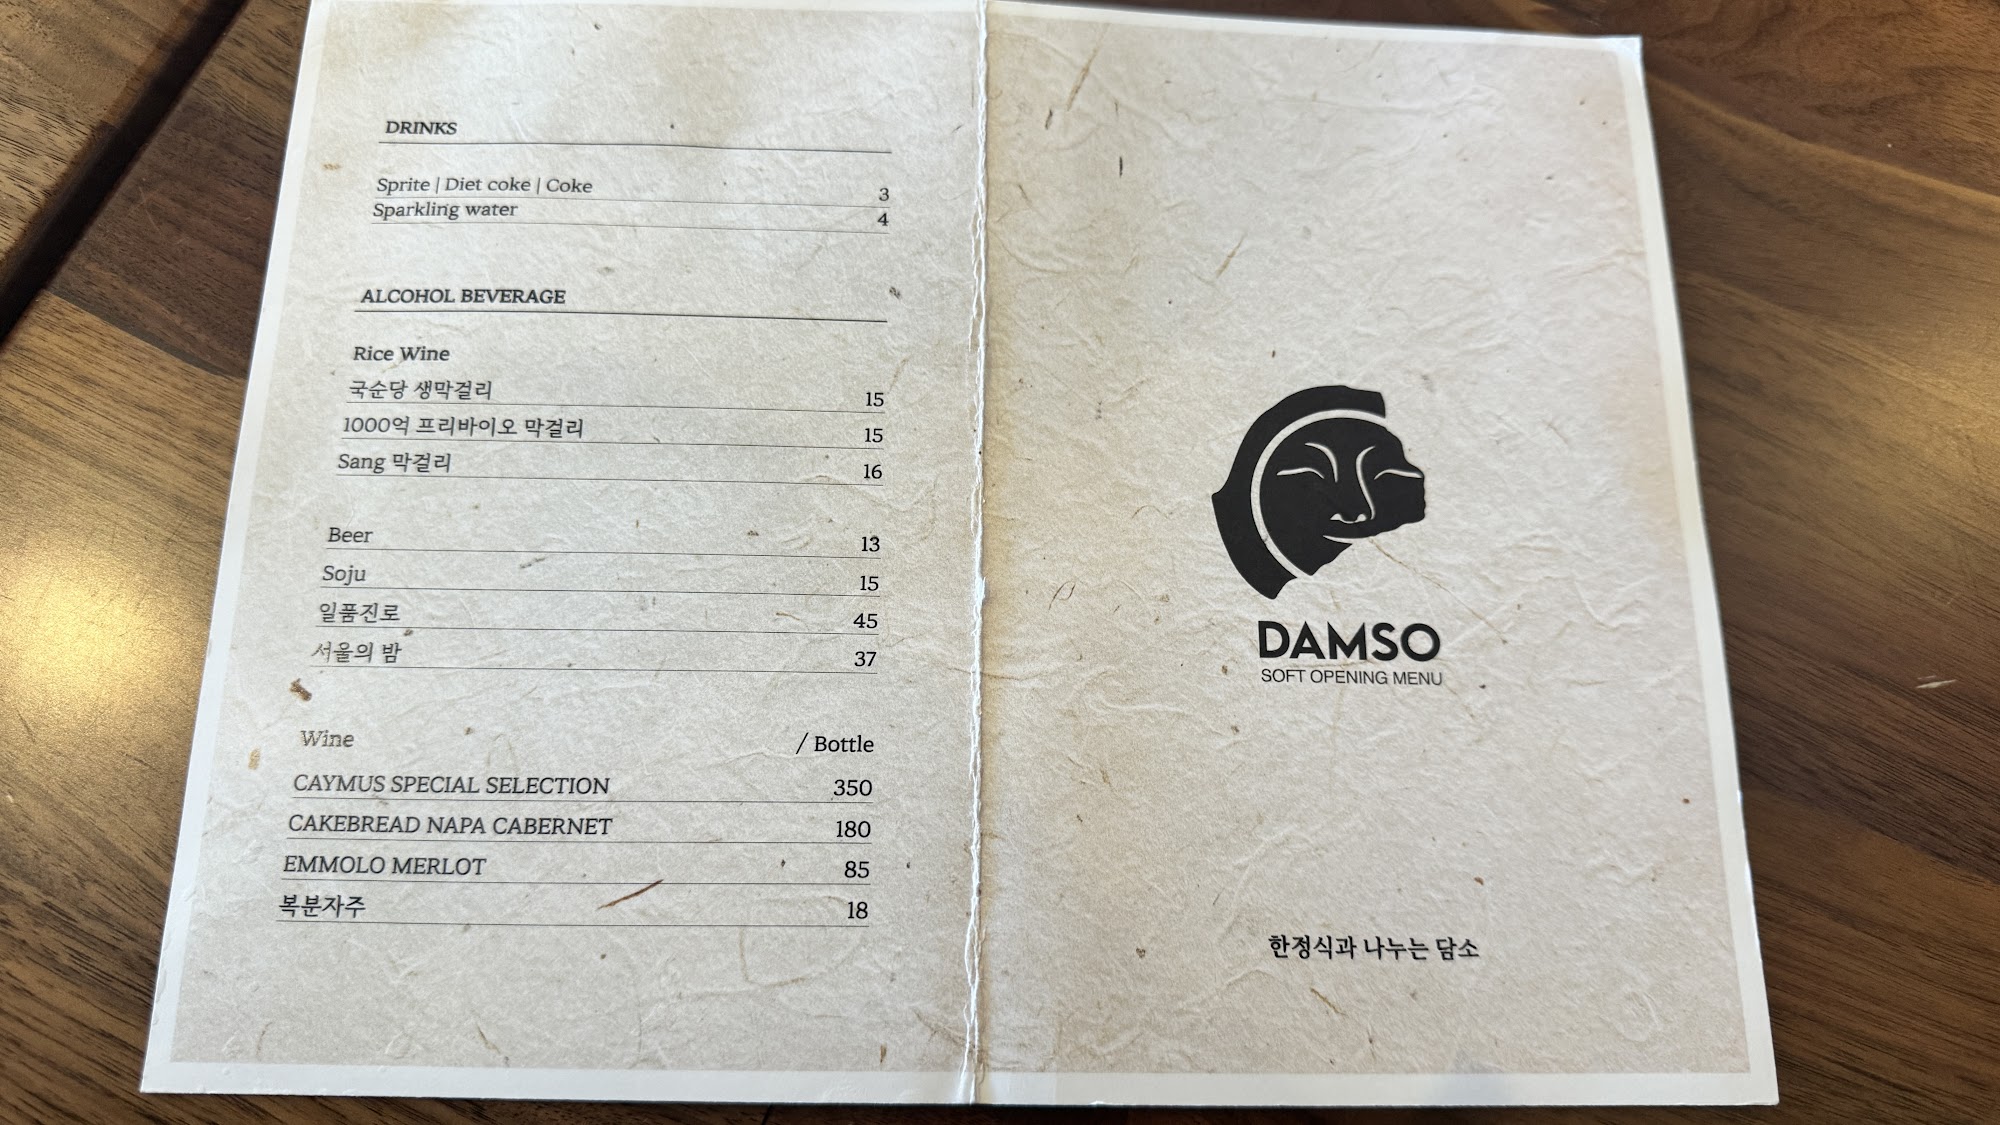 DRINKS
Sprite | Diet coke | Coke 3
Sparkling water 4
ALCOHOL BEVERAGE
Rice Wine
국순당 생막걸리 15
1000억 프리바이오 막걸리 15
Sang 막걸리 16
Beer 13
Soju 15
일품진로 45
서울의 밤 37
Wine / Bottle
CAYMUS SPECIAL SELECTION 350
CAKEBREAD NAPA CABERNET 180
EMMOLO MERLOT 85
복분자주 18
DAMSO
SOFT OPENING MENU
한정식과 나누는 담소